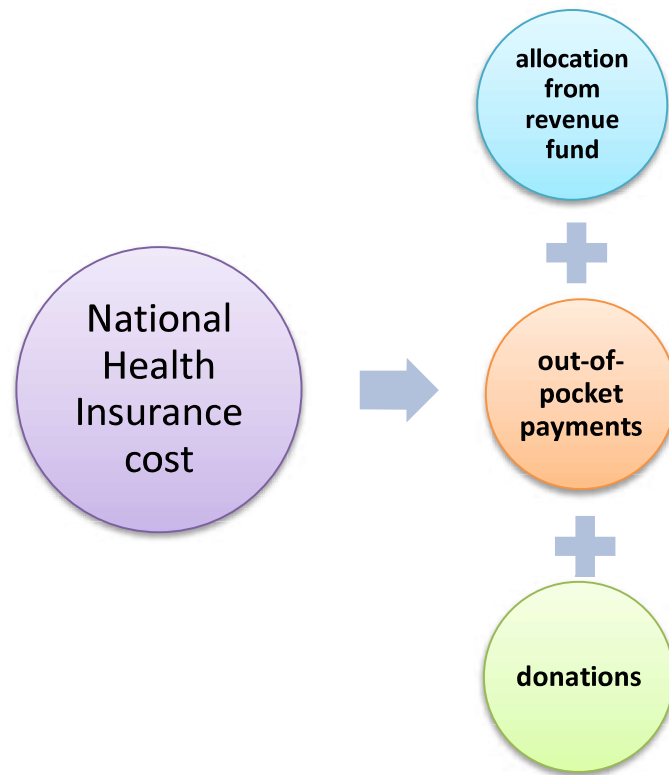 National
Health
Insurance
cost
allocation
from
revenue
fund
out-of-
pocket
payments
donations